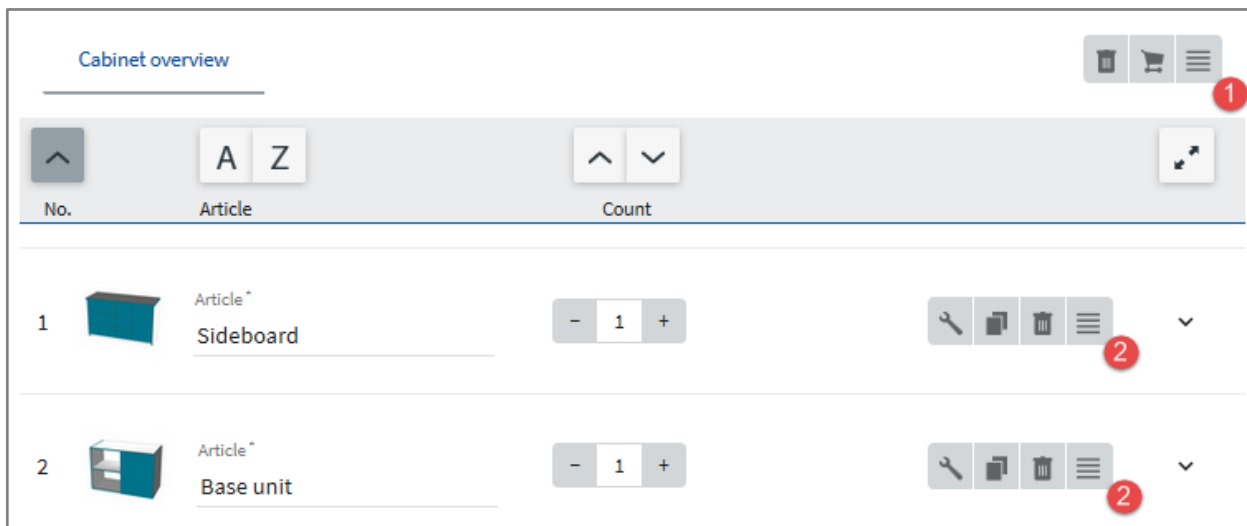 Cabinet overview
1
A Z
No. Article Count
Article*
1 Sideboard - 1 +
2
Article*
2 Base unit - 1 +
2